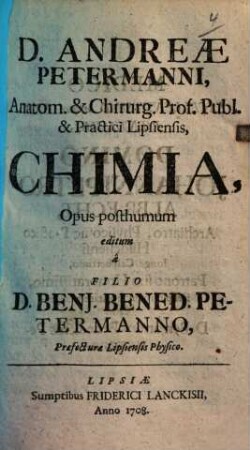 4
D. ANDREÆ
PETERMANNI,
Anatom. & Chirurg. Prof. Publ.
& Practici Lipsiensis,
CHIMIA,
Opus posthumum
editum
à
FILIO
D. BENJ. BENED. PE-
TERMANNO,
Præfecturæ Lipsiensis Physico.
LIPSIÆ
Sumptibus FRIDERICI LANCKISII,
Anno 1708.